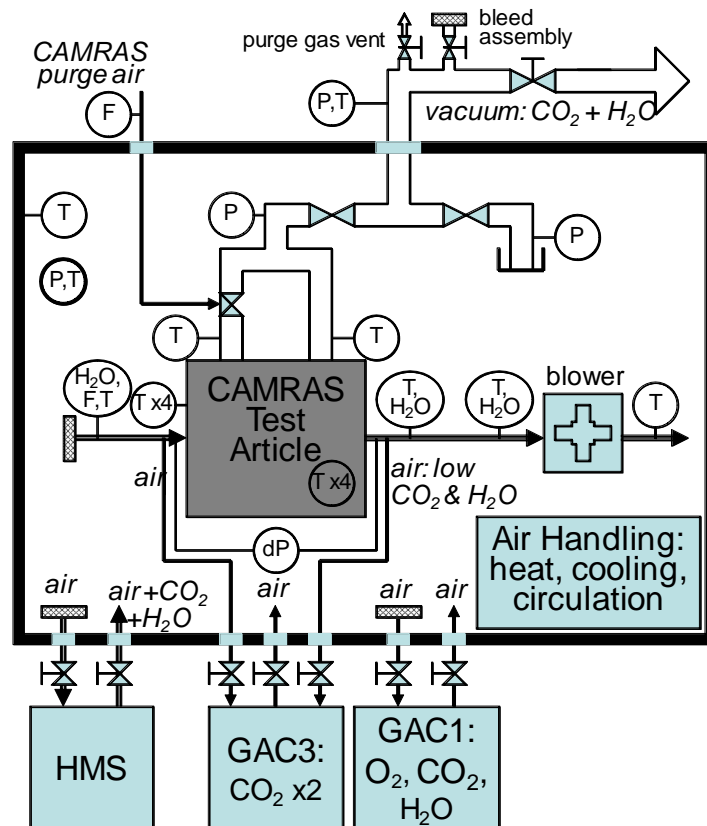 bleed
assembly
purge gas vent
CAMRAS
purge air
F
P,T
vacuum: CO₂ + H₂O
T
P
P
P,T
T
T
H₂O,
F,T
T x4
CAMRAS
Test
Article
T x4
T,
H₂O
T,
H₂O
blower
T
air
air: low
CO₂ & H₂O
dP
Air Handling:
heat, cooling,
circulation
air
air+CO₂
+H₂O
air
air
HMS
GAC3:
CO₂ x2
GAC1:
O₂, CO₂,
H₂O